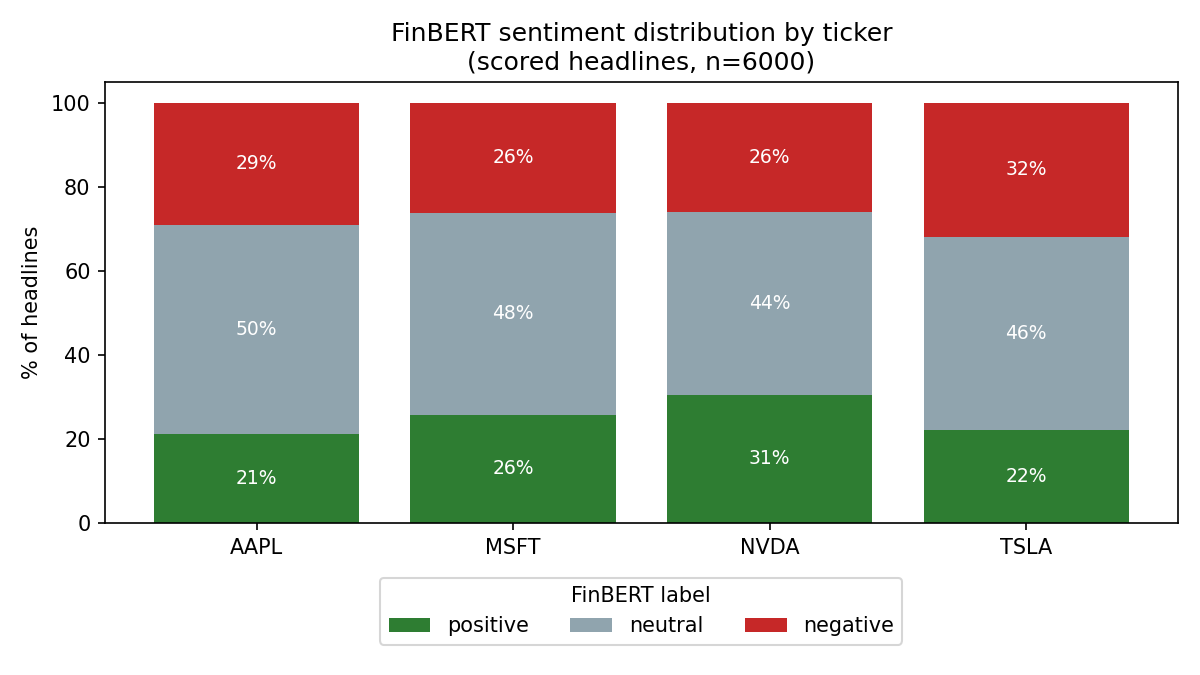 FinBERT sentiment distribution by ticker
(scored headlines, n=6000)
% of headlines
100
80
60
40
20
0
29%
26%
26%
32%
50%
48%
44%
46%
21%
26%
31%
22%
AAPL
MSFT
NVDA
TSLA
FinBERT label
positive
neutral
negative